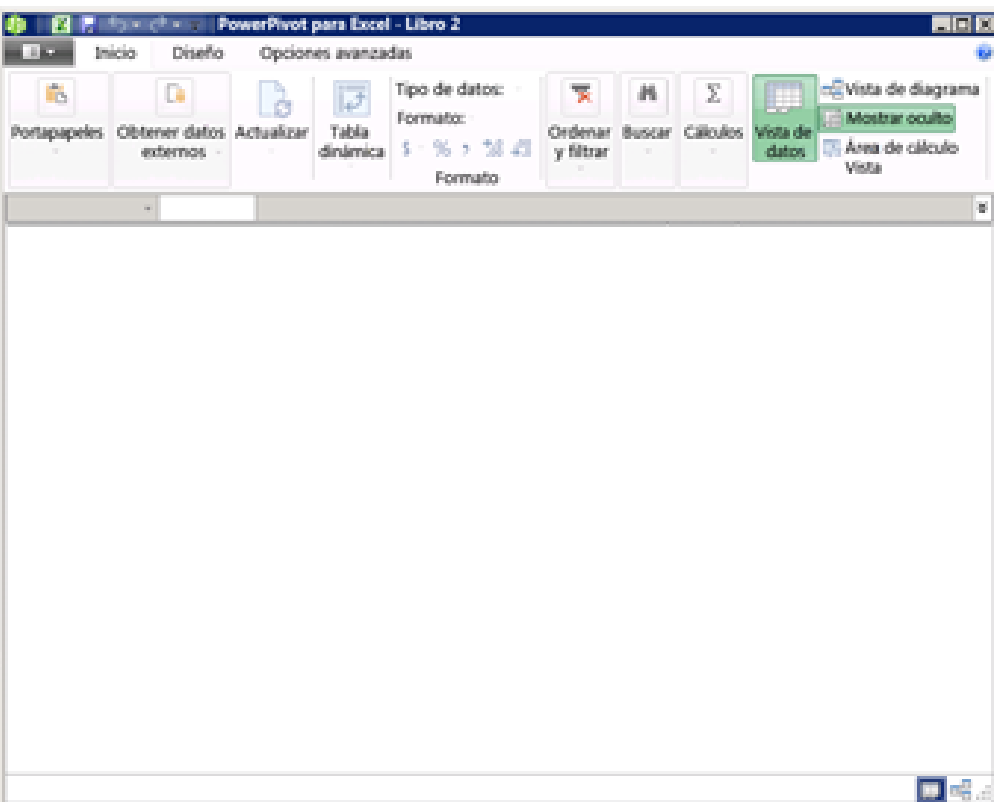 PowerPivot para Excel - Libro 2
Inicio Diseño Opciones avanzadas
Portapapeles
Obtener datos
externos
Actualizar
Tabla
dinámica
Tipo de datos:
Formato:
$ % ,
Formato
Ordenar
y filtrar
Buscar
Cálculos
Vista de
datos
Vista de diagrama
Mostrar oculto
Área de cálculo
Vista